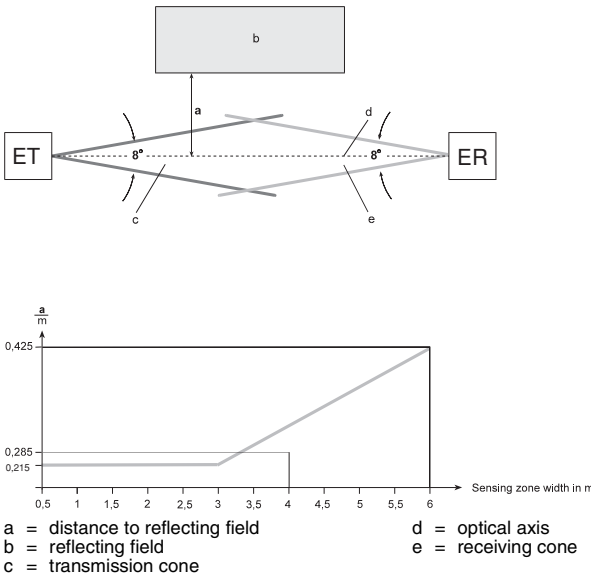 b
a
d
ET
8°
8°
ER
c
e
a
m
0,425
0,285
0,215
Sensing zone width in m
0,5 1 1,5 2 2,5 3 3,5 4 4,5 5 5,5 6
a = distance to reflecting field
b = reflecting field
c = transmission cone
d = optical axis
e = receiving cone